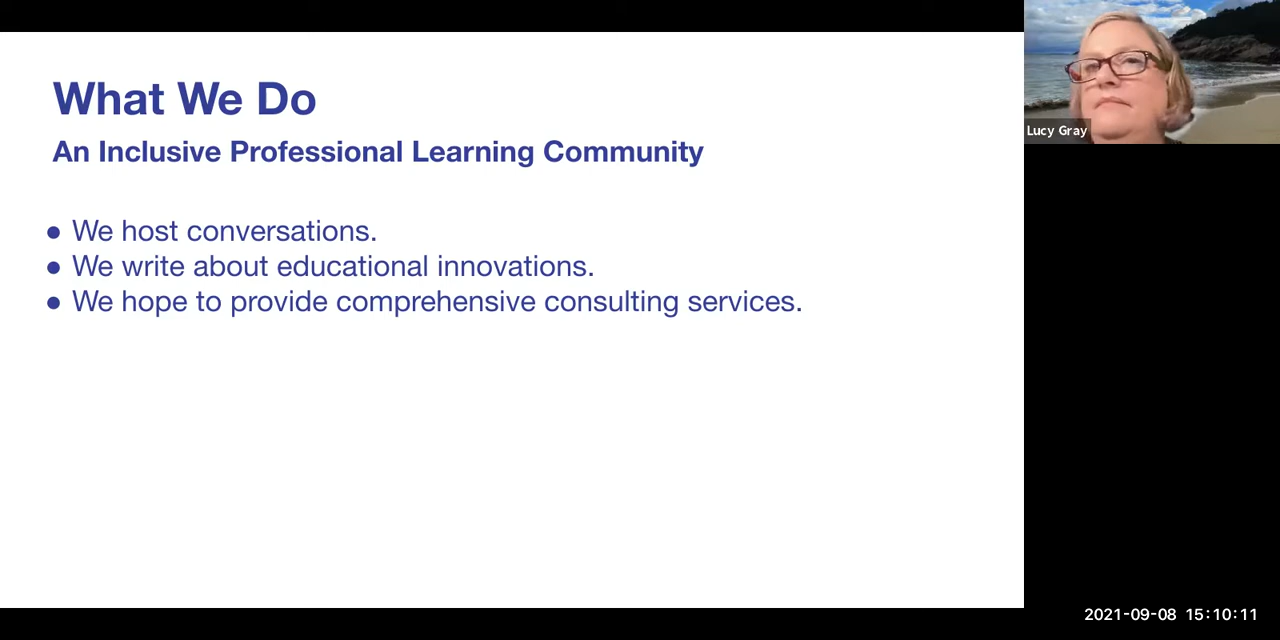 What We Do
An Inclusive Professional Learning Community
● We host conversations.
● We write about educational innovations.
● We hope to provide comprehensive consulting services.
Lucy Gray
2021-09-08 15:10:11